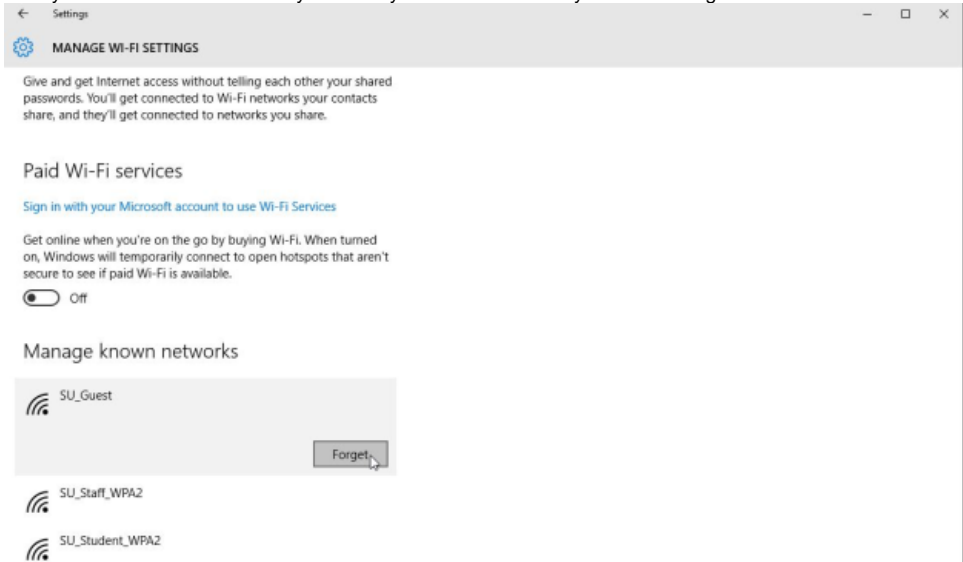 Settings
MANAGE WI-FI SETTINGS
Give and get Internet access without telling each other your shared
passwords. You'll get connected to Wi-Fi networks your contacts
share, and they'll get connected to networks you share.
Paid Wi-Fi services
Sign in with your Microsoft account to use Wi-Fi Services
Get online when you're on the go by buying Wi-Fi. When turned
on, Windows will temporarily connect to open hotspots that aren't
secure to see if paid Wi-Fi is available.
Off
Manage known networks
SU_Guest
Forget
SU_Staff_WPA2
SU_Student_WPA2